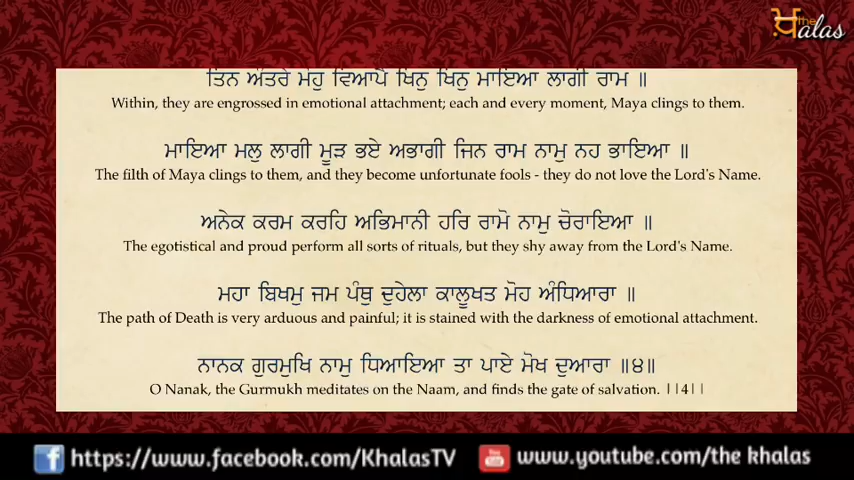 the
ਖਾalas
ਤਿਨ ਅੰਤਰੇ ਮੋਹੁ ਵਿਆਪੈ ਖਿਨੁ ਖਿਨੁ ਮਾਇਆ ਲਾਗੀ ਰਾਮ ॥
Within, they are engrossed in emotional attachment; each and every moment, Maya clings to them.
ਮਾਇਆ ਮਲੁ ਲਾਗੀ ਮੂੜ ਭਏ ਅਭਾਗੀ ਜਿਨ ਰਾਮ ਨਾਮੁ ਨਹ ਭਾਇਆ ॥
The filth of Maya clings to them, and they become unfortunate fools - they do not love the Lord's Name.
ਅਨੇਕ ਕਰਮ ਕਰਹਿ ਅਭਿਮਾਨੀ ਹਰਿ ਰਾਮੋ ਨਾਮੁ ਚੋਰਾਇਆ ॥
The egotistical and proud perform all sorts of rituals, but they shy away from the Lord's Name.
ਮਹਾ ਬਿਖਮੁ ਜਮ ਪੰਥੁ ਦੁਹੇਲਾ ਕਾਲੂਖਤ ਮੋਹ ਅੰਧਿਆਰਾ ॥
The path of Death is very arduous and painful; it is stained with the darkness of emotional attachment.
ਨਾਨਕ ਗੁਰਮੁਖਿ ਨਾਮੁ ਧਿਆਇਆ ਤਾ ਪਾਏ ਮੋਖ ਦੁਆਰਾ ॥੪॥
O Nanak, the Gurmukh meditates on the Naam, and finds the gate of salvation. ||4||
https://www.facebook.com/KhalasTV
www.youtube.com/the khalas